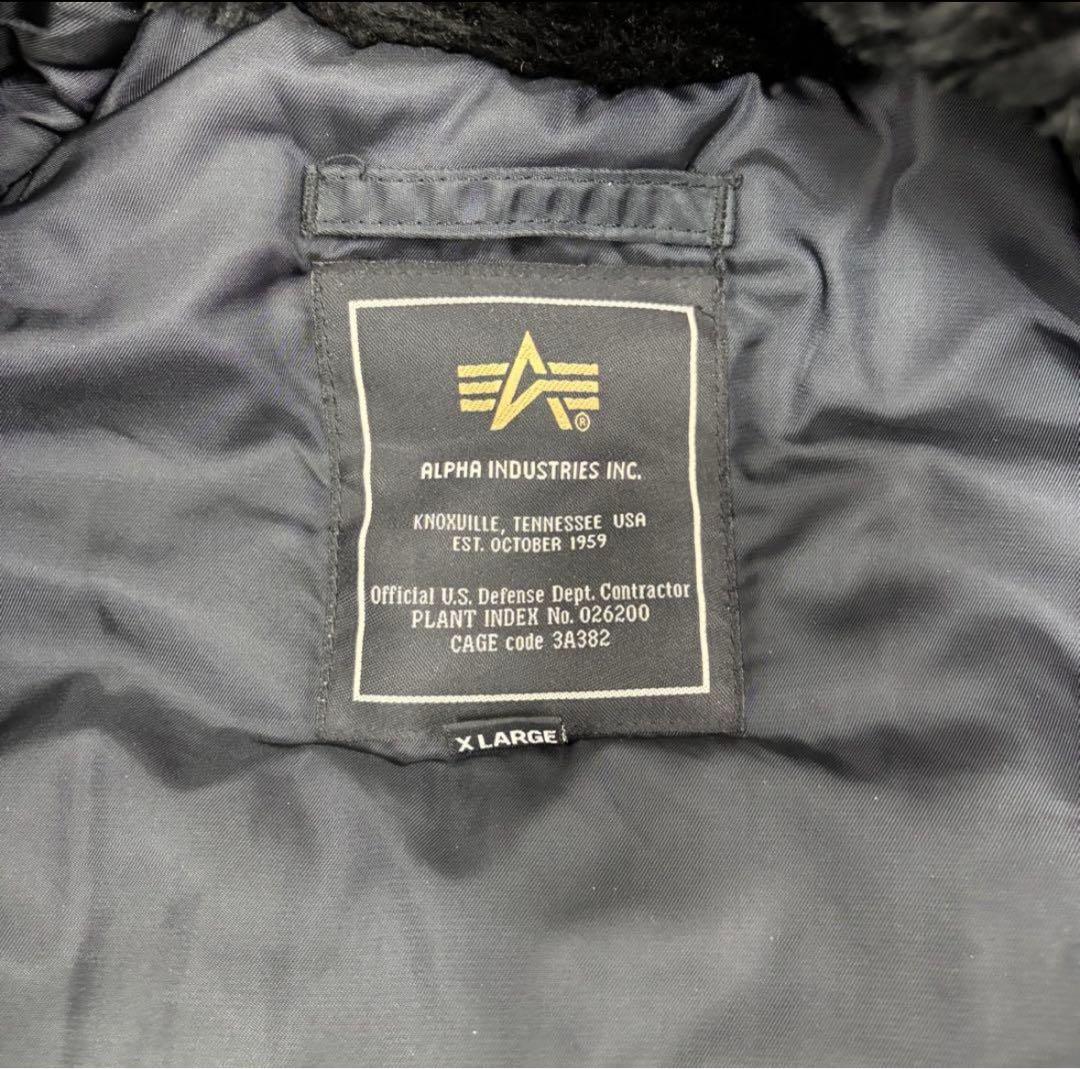 ®
ALPHA INDUSTRIES INC.
KNOXVILLE, TENNESSEE USA
EST. OCTOBER 1959
Official U.S. Defense Dept. Contractor
PLANT INDEX No. 026200
CAGE code 3A382
X LARGE